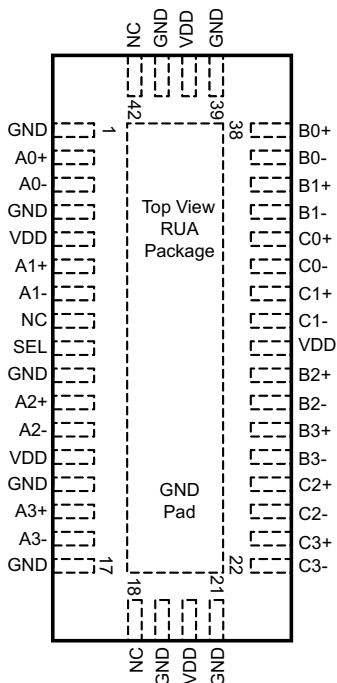 NC GND VDD GND
42 39
GND 1 38 B0+
A0+ B0-
A0- B1+
GND B1-
VDD C0+
A1+ C0-
A1- C1+
NC C1-
SEL VDD
GND B2+
A2+ B2-
A2- B3+
VDD B3-
GND C2+
A3+ C2-
A3- C3+
GND 17 22 C3-
Top View
RUA
Package
GND
Pad
18 21
NC GND VDD GND